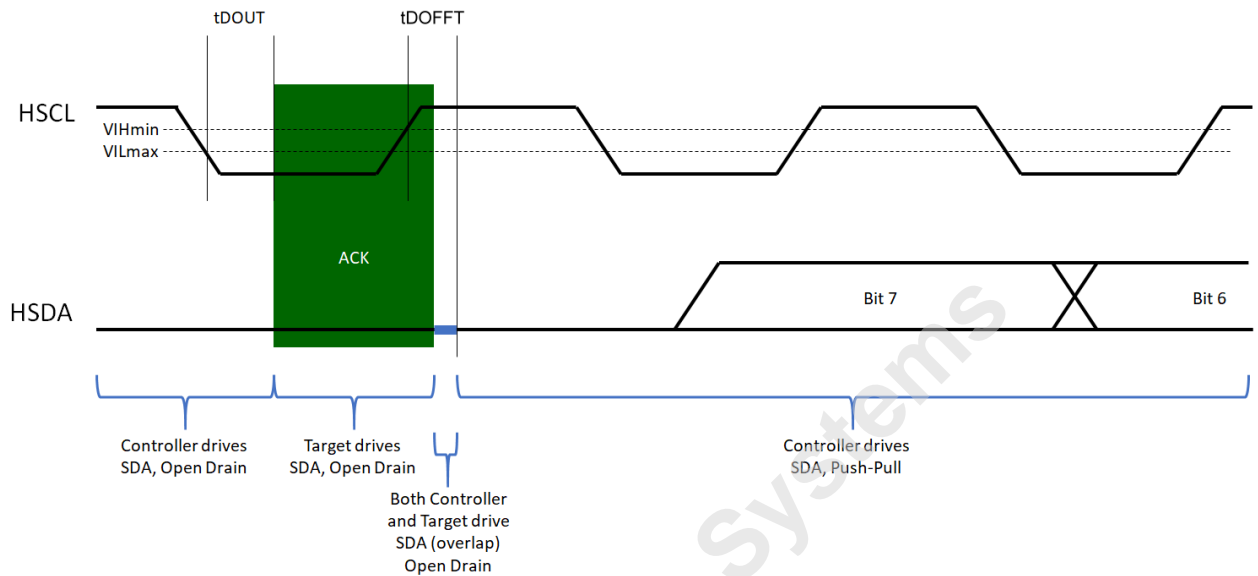 tDOUT
tDOFFT
HSCL
VIHmin
VILmax
ACK
HSDA
Bit 7
Bit 6
Controller drives
SDA, Open Drain
Target drives
SDA, Open Drain
Both Controller
and Target drive
SDA (overlap)
Open Drain
Controller drives
SDA, Push-Pull
Systems